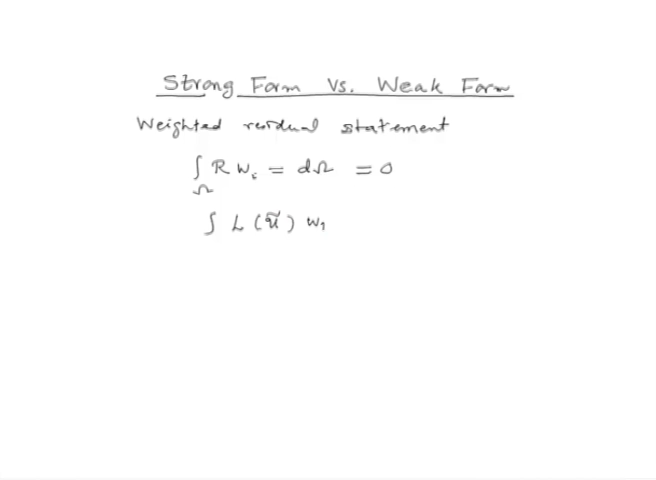 Strong Form Vs. Weak Form
Weighted residual statement
∫ R wᵢ = dΩ = 0
Ω
∫ L (ũ) w₁